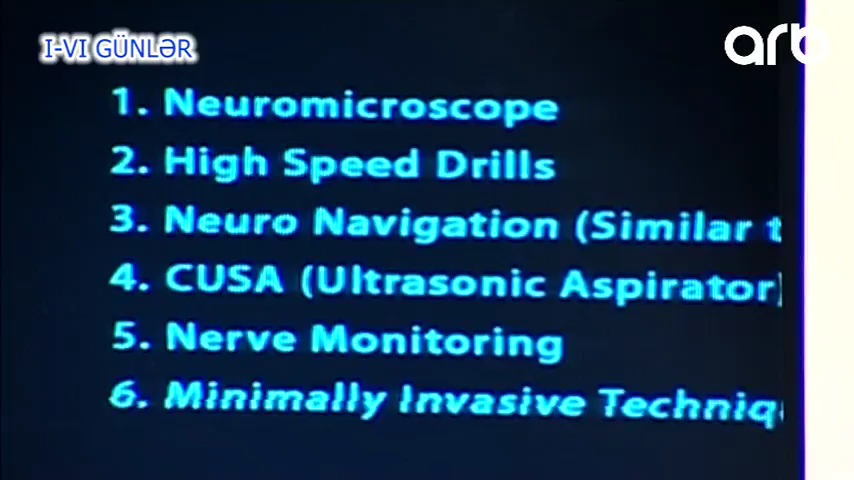 I-VI GÜNLƏR
arb
1. Neuromicroscope
2. High Speed Drills
3. Neuro Navigation (Similar
4. CUSA (Ultrasonic Aspirator)
5. Nerve Monitoring
6. Minimally Invasive